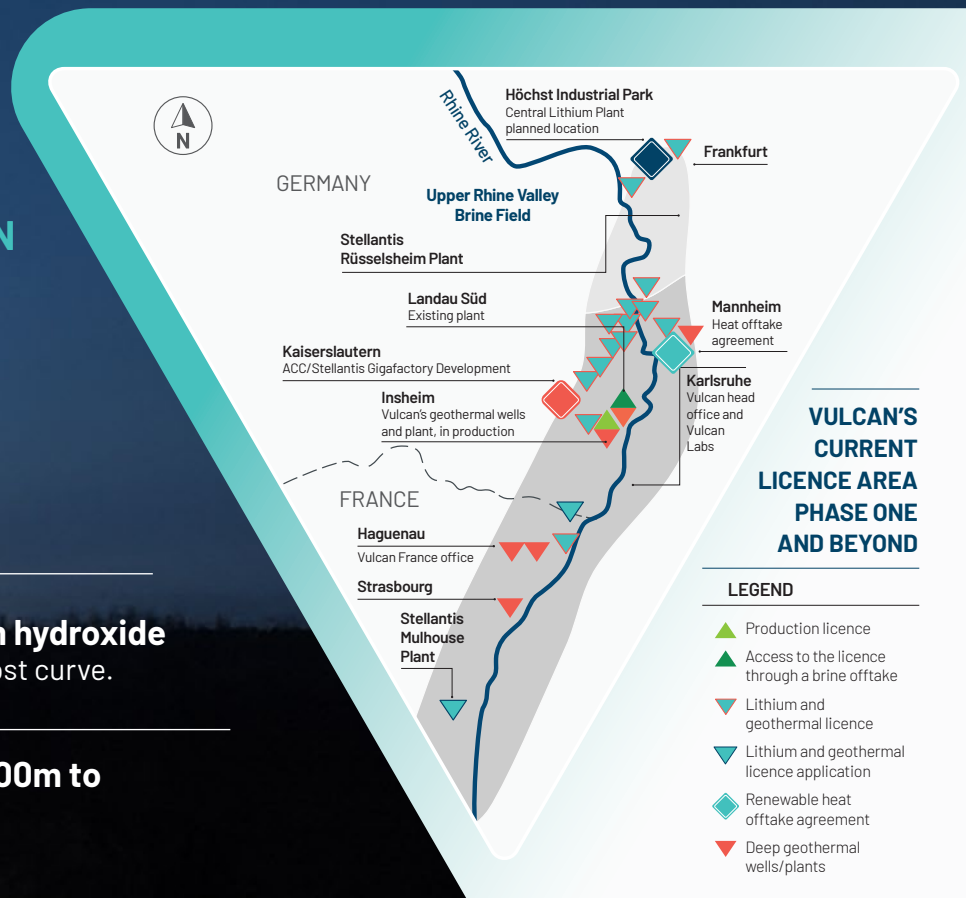 N
Rhine River
Höchst Industrial Park
Central Lithium Plant
planned location
Frankfurt
GERMANY
Upper Rhine Valley
Brine Field
Stellantis
Rüsselsheim Plant
Landau Süd
Existing plant
Mannheim
Heat offtake
agreement
Kaiserslautern
ACC/Stellantis Gigafactory Development
Insheim
Vulcan's geothermal wells
and plant, in production
Karlsruhe
Vulcan head
office and
Vulcan
Labs
FRANCE
Haguenau
Vulcan France office
Strasbourg
Stellantis
Mulhouse
Plant
VULCAN'S
CURRENT
LICENCE AREA
PHASE ONE
AND BEYOND
LEGEND
Production licence
Access to the licence
through a brine offtake
Lithium and
geothermal licence
Lithium and geothermal
licence application
Renewable heat
offtake agreement
Deep geothermal
wells/plants
N
hydroxide
curve.
00m to